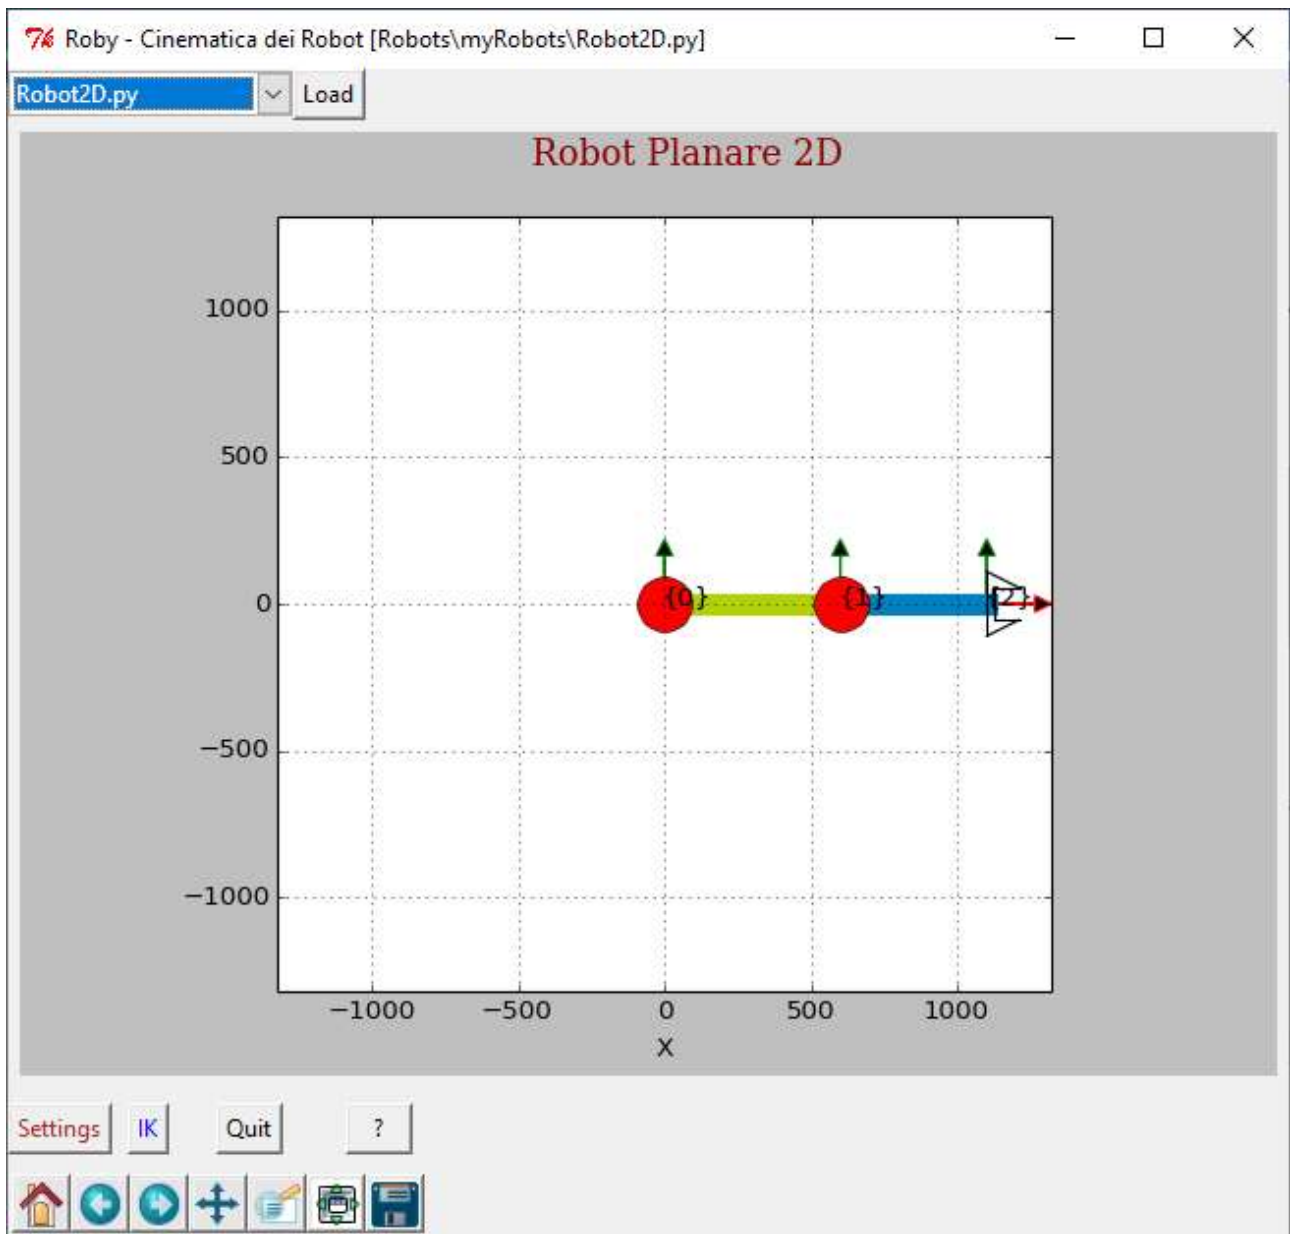 Roby - Cinematica dei Robot [Robots\myRobots\Robot2D.py]
Robot2D.py Load
Robot Planare 2D
1000
500
0
−500
−1000
{0} {1} {2}
−1000 −500 0 500 1000
X
Settings IK Quit ?